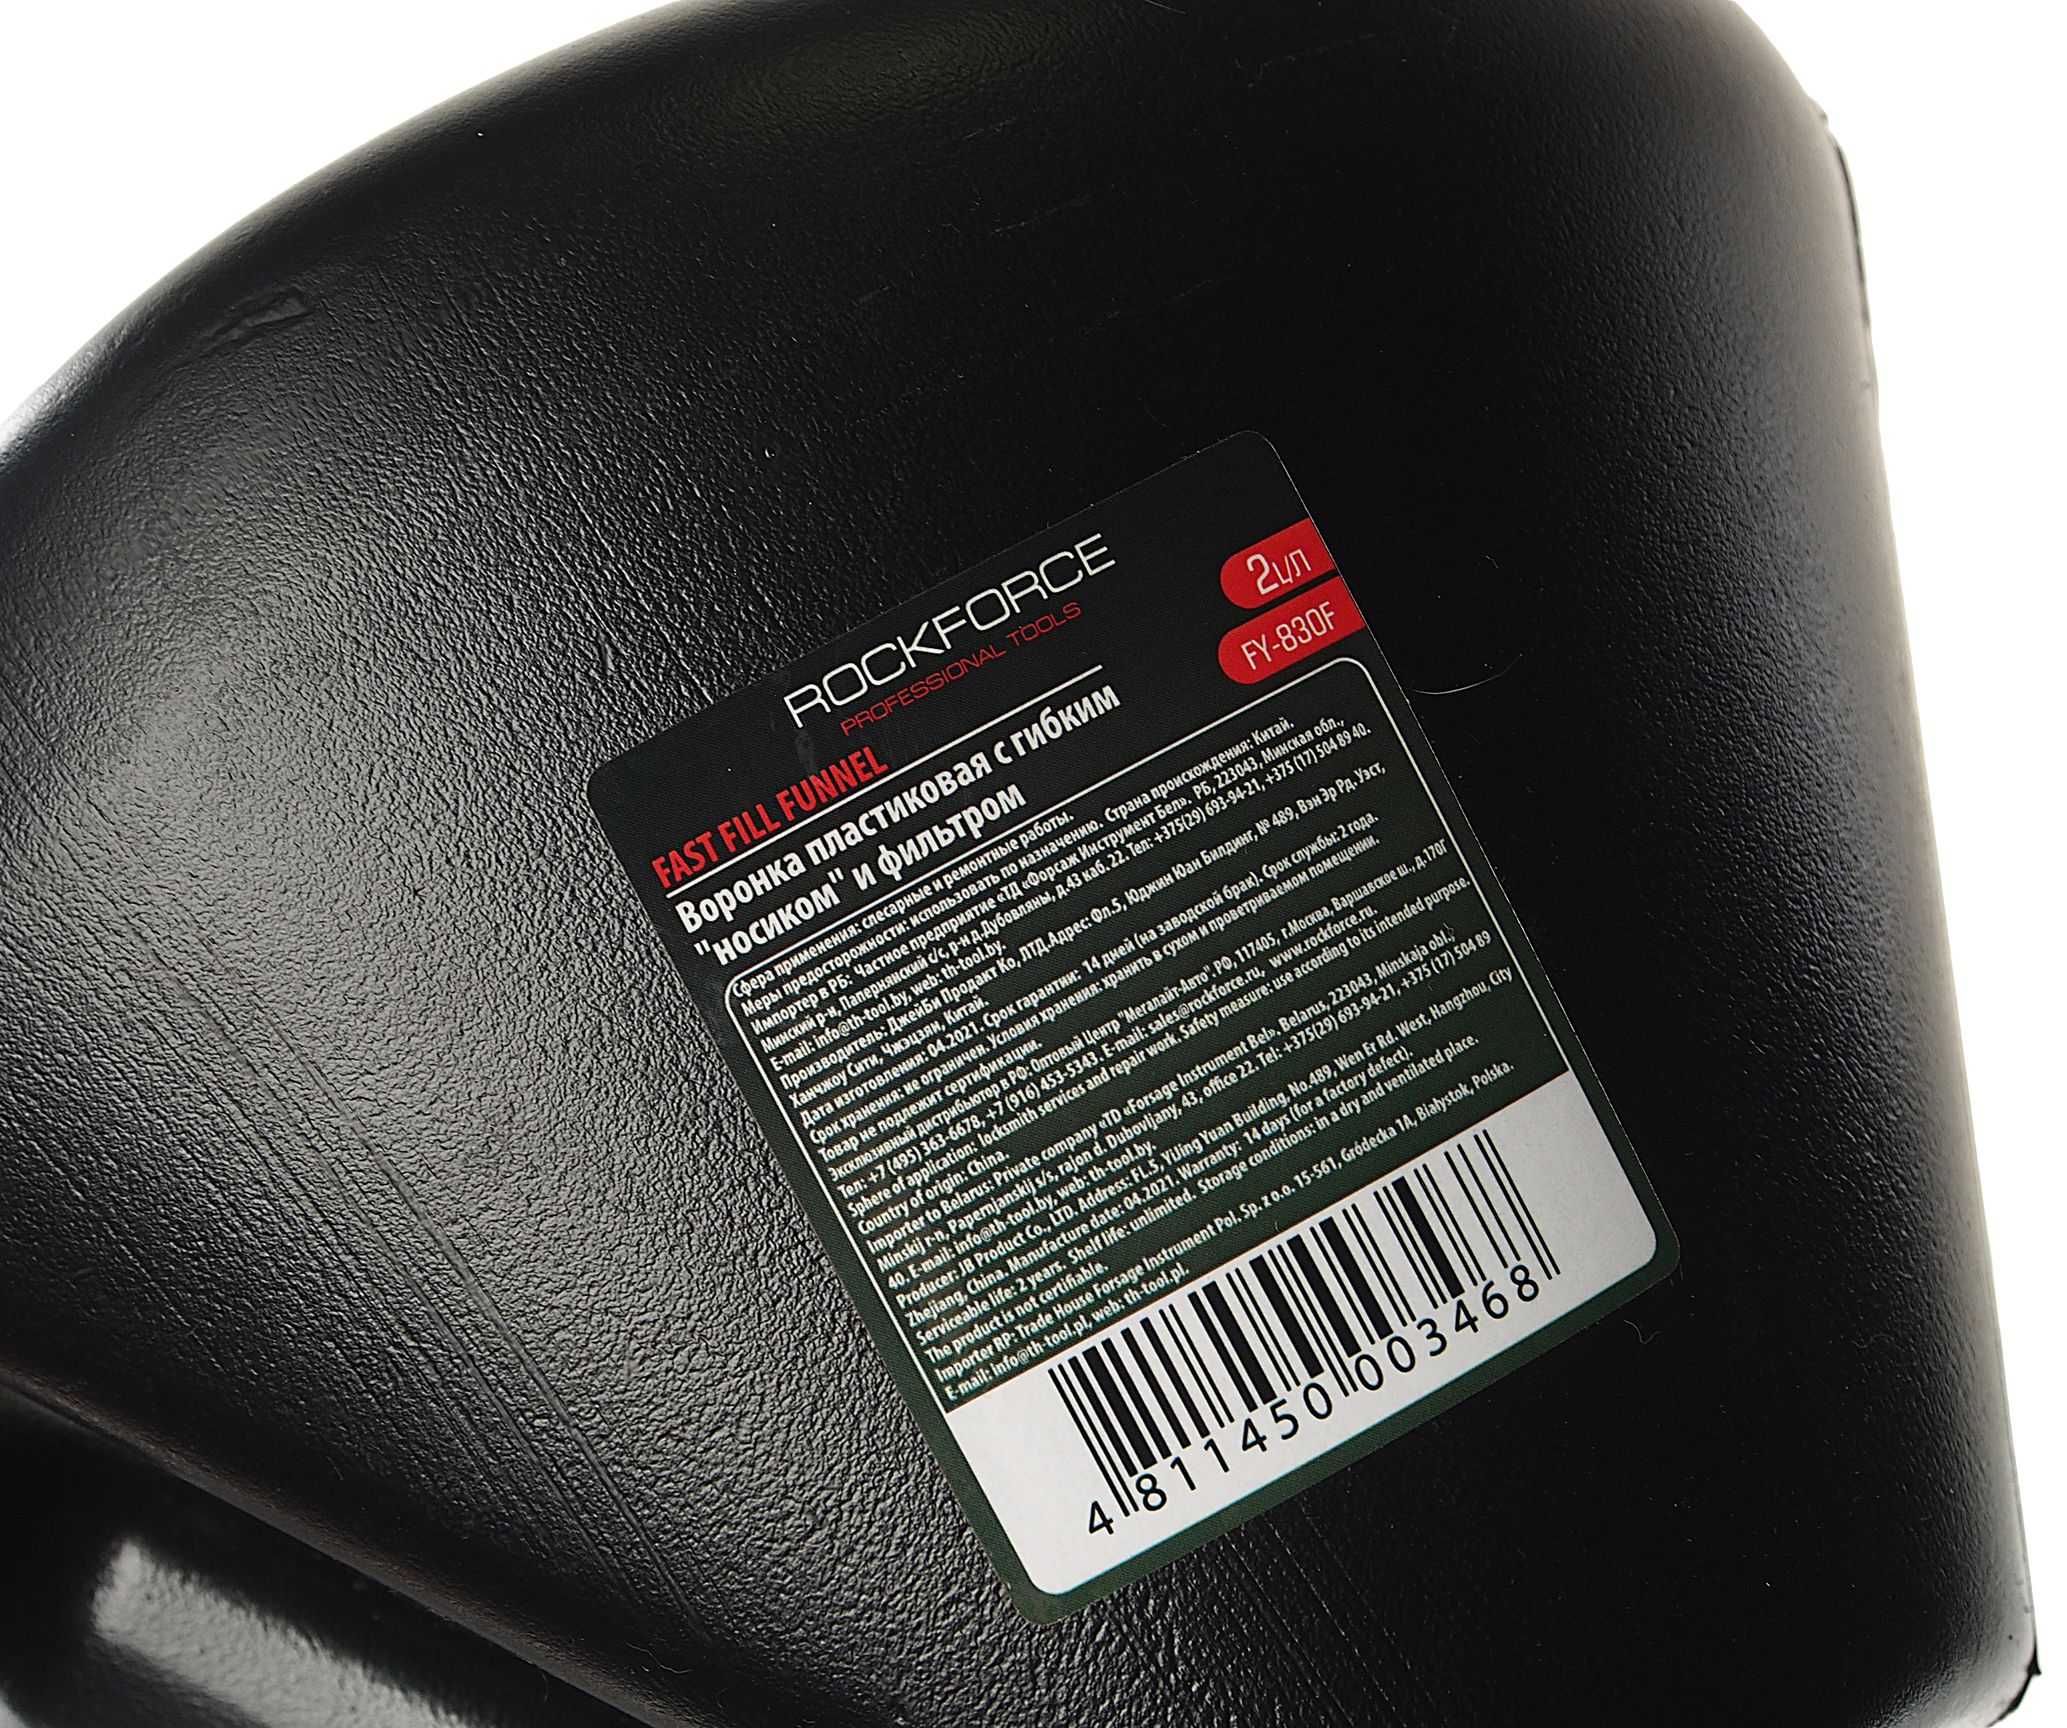 ROCKFORCE
PROFESSIONAL TOOLS
2L/Л
FY-830F
FAST FILL FUNNEL
Воронка пластиковая с гибким
"носиком" и фильтром
Сфера применения: слесарные и ремонтные работы.
Меры предосторожности: использовать по назначению. Страна происхождения: Китай.
Импортер в РБ: Частное предприятие «ТД «Форсаж Инструмент Бел». РБ, 223043, Минская обл.,
Минский р-н, Папернянский с/с, р-н д.Дубовляны, д.43 каб. 22. Тел: +375(29) 693-94-21, +375 (17) 504 89 40.
E-mail: info@th-tool.by, web: th-tool.by.
Производитель: ДжейБи Продакт Ко, ЛТД.Адрес: Фл.5, Юджин Юан Билдинг, № 489, Вэн Эр Рд. Уэст,
Ханжоу Сити, Чжэцзян, Китай.
Дата изготовления: 04.2021. Срок гарантии: 14 дней (на заводской брак). Срок службы: 2 года.
Срок хранения: не ограничен. Условия хранения: хранить в сухом и проветриваемом помещении.
Товар не подлежит сертификации.
Эксклюзивный дистрибьютор в РФ: Оптовый Центр "Мегалайт-Авто". РФ, 117405, г.Москва, Варшавское ш., д.170Г
Тел: +7 (495) 363-6678, +7 (916) 453-5343. E-mail: sales@rockforce.ru, www.rockforce.ru.
Sphere of application: locksmith services and repair work. Safety measure: use according to its intended purpose.
Country of origin: China.
Importer to Belarus: Private company «TD «Forsage Instrument Bel». Belarus, 223043, Minskaja obl.,
Minskij r-n, Papernjanskij s/s, rajon d. Dubovljany, 43, office 22. Tel: +375(29) 693-94-21, +375 (17) 504 89
40. E-mail: info@th-tool.by, web: th-tool.by.
Producer: JB Product Co., LTD. Address: FL.5, YiJing Yuan Building, No.489, Wen Er Rd. West, Hangzhou, City
Zhejiang, China. Manufacture date: 04.2021. Warranty: 14 days (for a factory defect).
Serviceable life: 2 years. Shelf life: unlimited. Storage conditions: in a dry and ventilated place.
The product is not certifiable.
Importer RP: Trade House Forsage Instrument Pol. Sp. z o.o. 15-561, Gródecka 1A, Białystok, Polska.
E-mail: info@th-tool.pl, web: th-tool.pl.
4 811450 003468